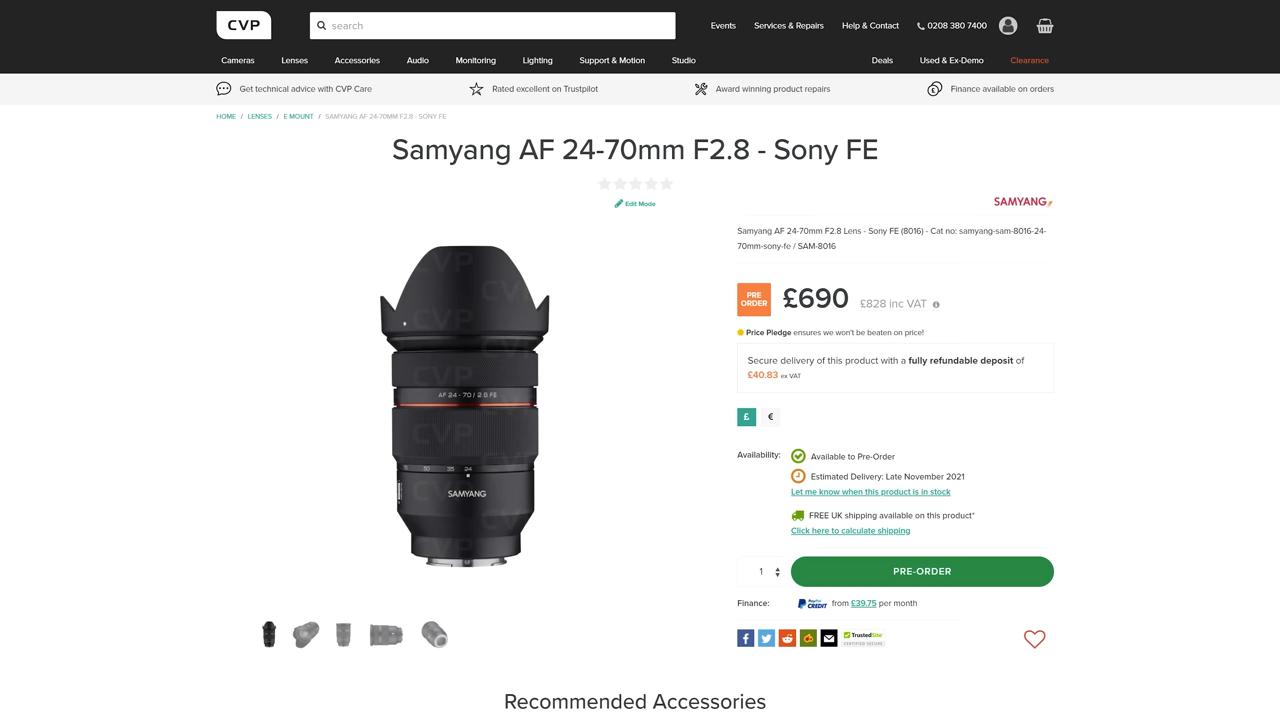 CVP
search
Events
Services & Repairs
Help & Contact
0208 380 7400
Cameras
Lenses
Accessories
Audio
Monitoring
Lighting
Support & Motion
Studio
Deals
Used & Ex-Demo
Clearance
Get technical advice with CVP Care
Rated excellent on Trustpilot
Award winning product repairs
Finance available on orders
HOME / LENSES / E MOUNT / SAMYANG AF 24-70MM F2.8 - SONY FE
Samyang AF 24-70mm F2.8 - Sony FE
Edit Mode
SAMYANG
Samyang AF 24-70mm F2.8 Lens - Sony FE (8016) - Cat no: samyang-sam-8016-24-
70mm-sony-fe / SAM-8016
PRE
ORDER
£690
£828 inc VAT
Price Pledge ensures we won't be beaten on price!
Secure delivery of this product with a fully refundable deposit of
£40.83 ex VAT
£
€
Availability:
Available to Pre-Order
Estimated Delivery: Late November 2021
Let me know when this product is in stock
FREE UK shipping available on this product*
Click here to calculate shipping
1
PRE-ORDER
Finance:
PayPal
CREDIT
from £39.75 per month
TrustedSite
CERTIFIED SECURE
CVP
CVP
CVP
CVP
AF 24 - 70 / 2.8 FE
CVP
50 35 24
SAMYANG
Recommended Accessories